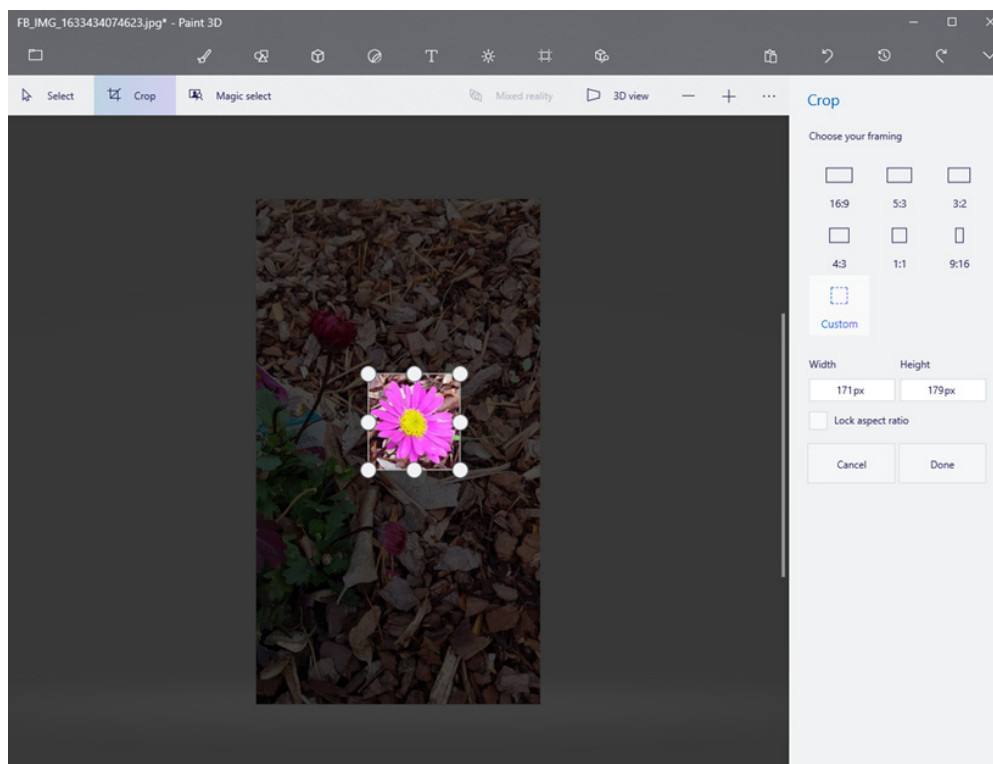 FB_IMG_1633434074623.jpg* - Paint 3D
T
Select
Crop
Magic select
Mixed reality
3D view
Crop
Choose your framing
16:9 5:3 3:2
4:3 1:1 9:16
Custom
Width Height
171px 179px
Lock aspect ratio
Cancel Done